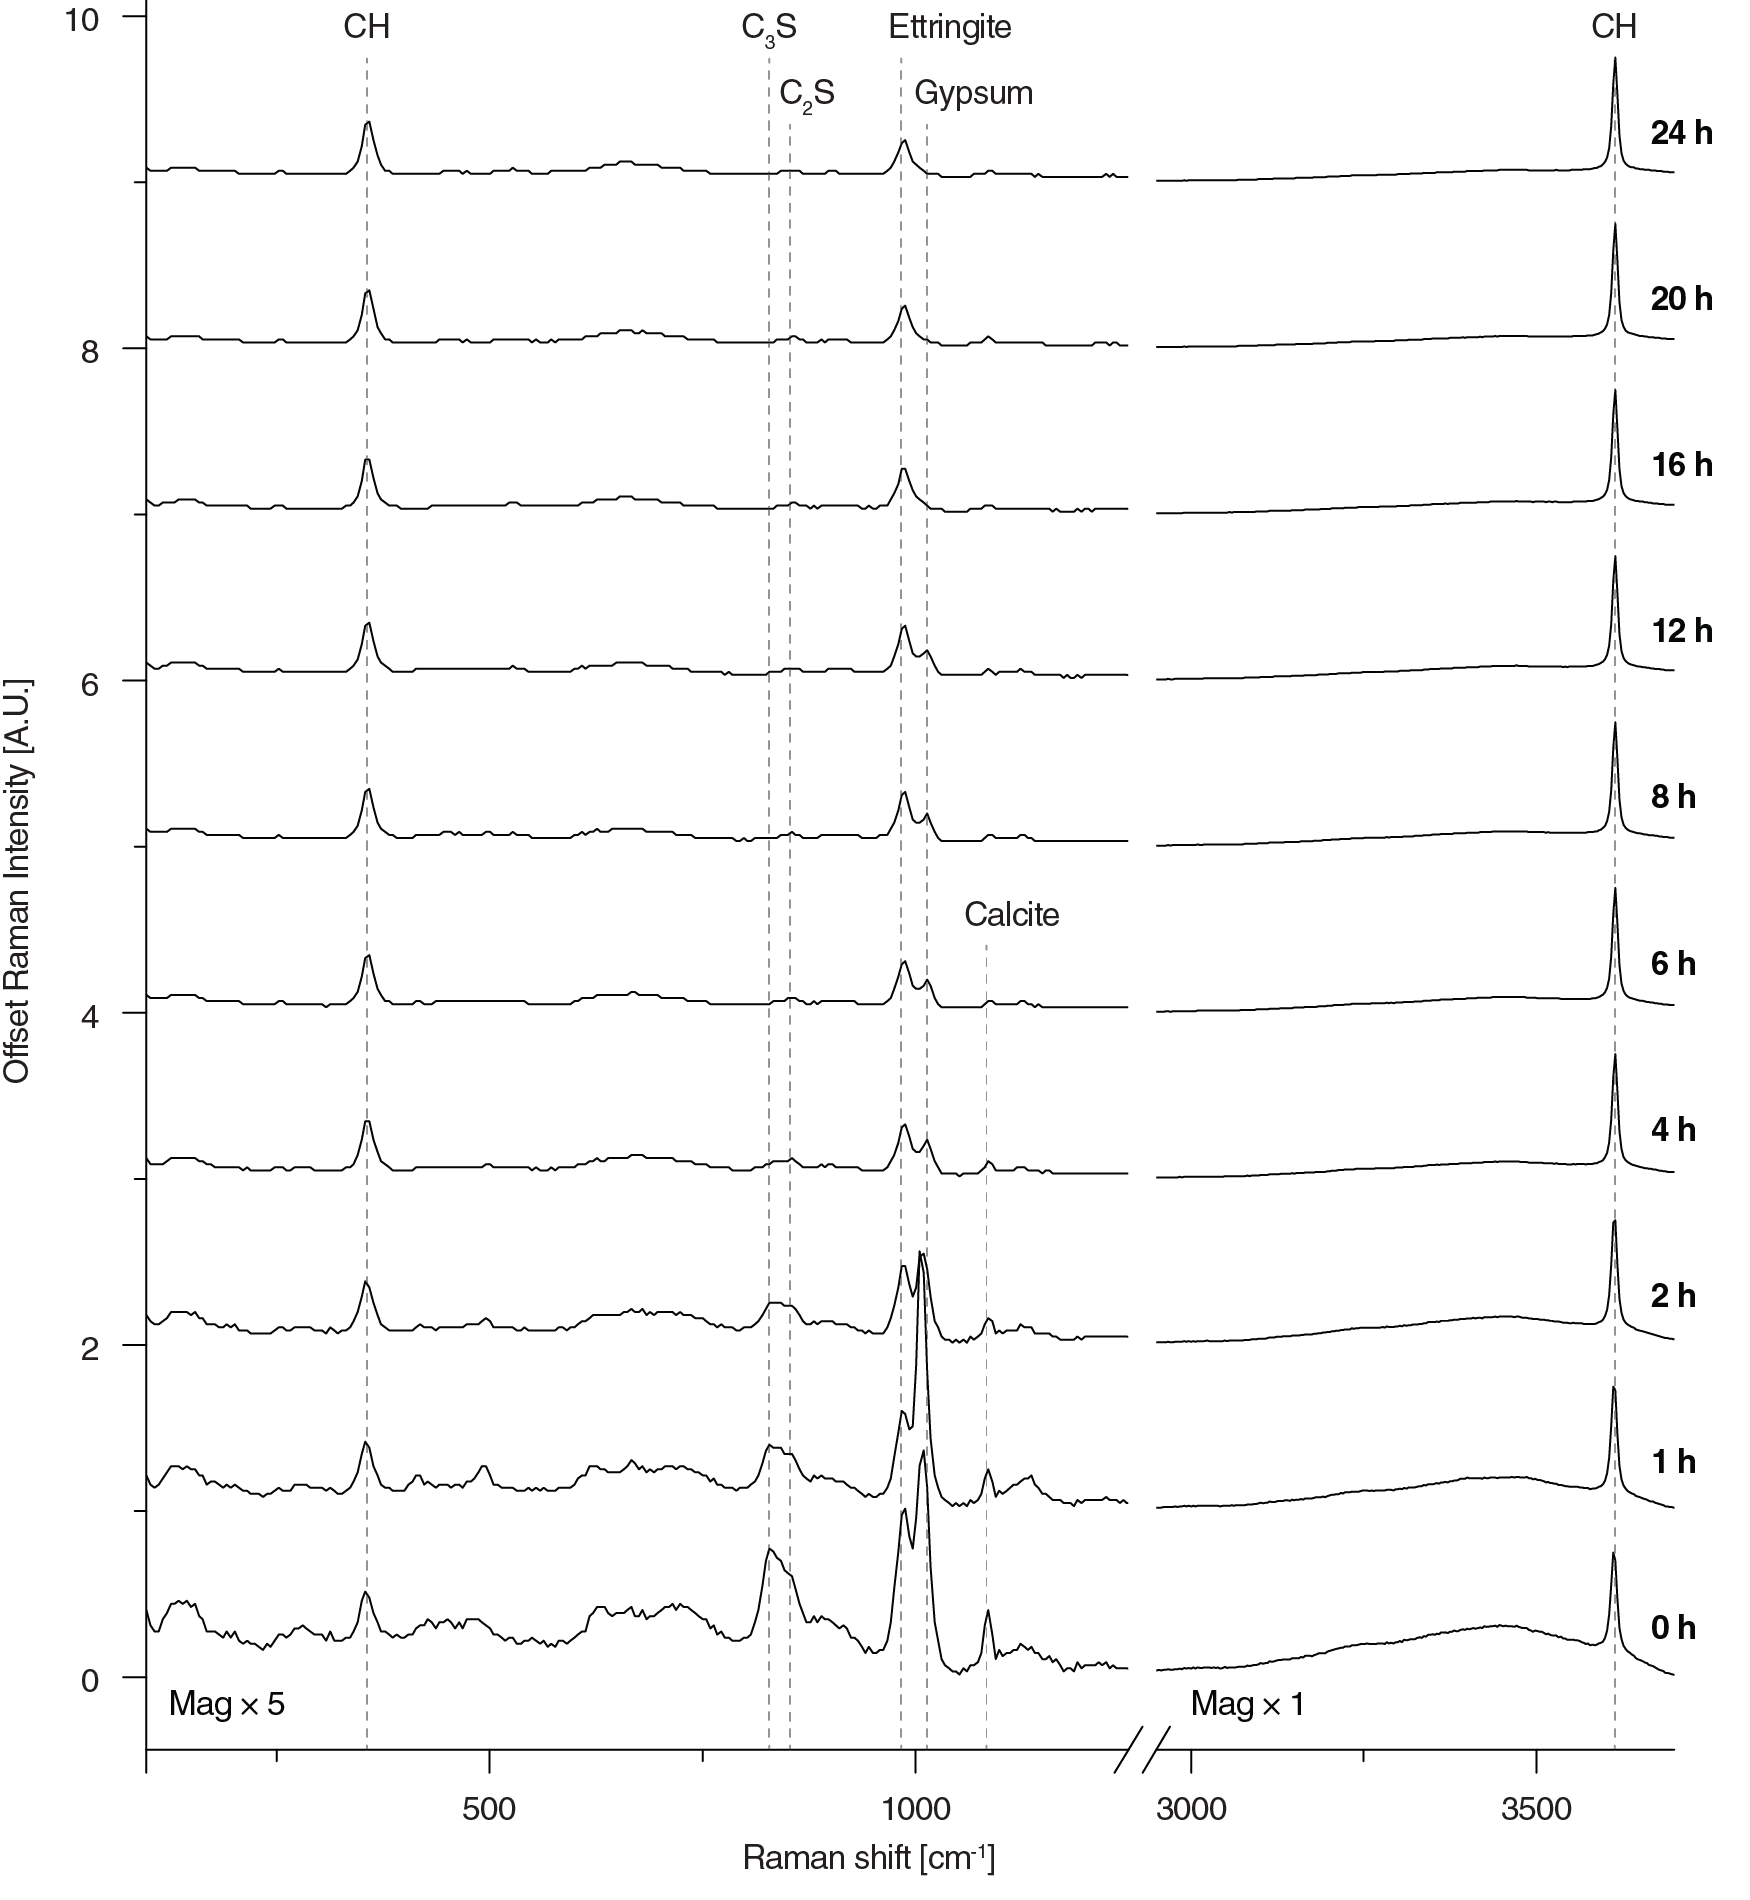 10
CH
C₃S
Ettringite
CH
C₂S
Gypsum
24 h
20 h
8
16 h
12 h
6
Offset Raman Intensity [A.U.]
8 h
Calcite
6 h
4
4 h
2 h
2
1 h
0 h
0
Mag × 5
Mag × 1
500
1000
3000
3500
Raman shift [cm⁻¹]